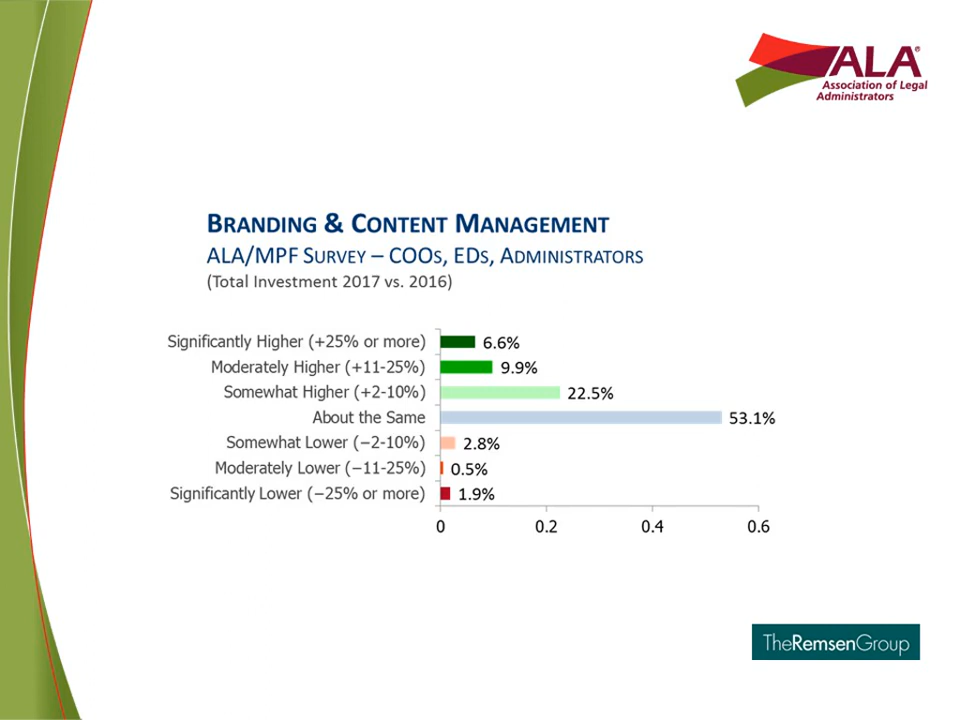 ALA®
Association of Legal
Administrators
BRANDING & CONTENT MANAGEMENT
ALA/MPF SURVEY – COOS, EDS, ADMINISTRATORS
(Total Investment 2017 vs. 2016)
Significantly Higher (+25% or more) 6.6%
Moderately Higher (+11-25%) 9.9%
Somewhat Higher (+2-10%) 22.5%
About the Same 53.1%
Somewhat Lower (−2-10%) 2.8%
Moderately Lower (−11-25%) 0.5%
Significantly Lower (−25% or more) 1.9%
0 0.2 0.4 0.6
TheRemsenGroup